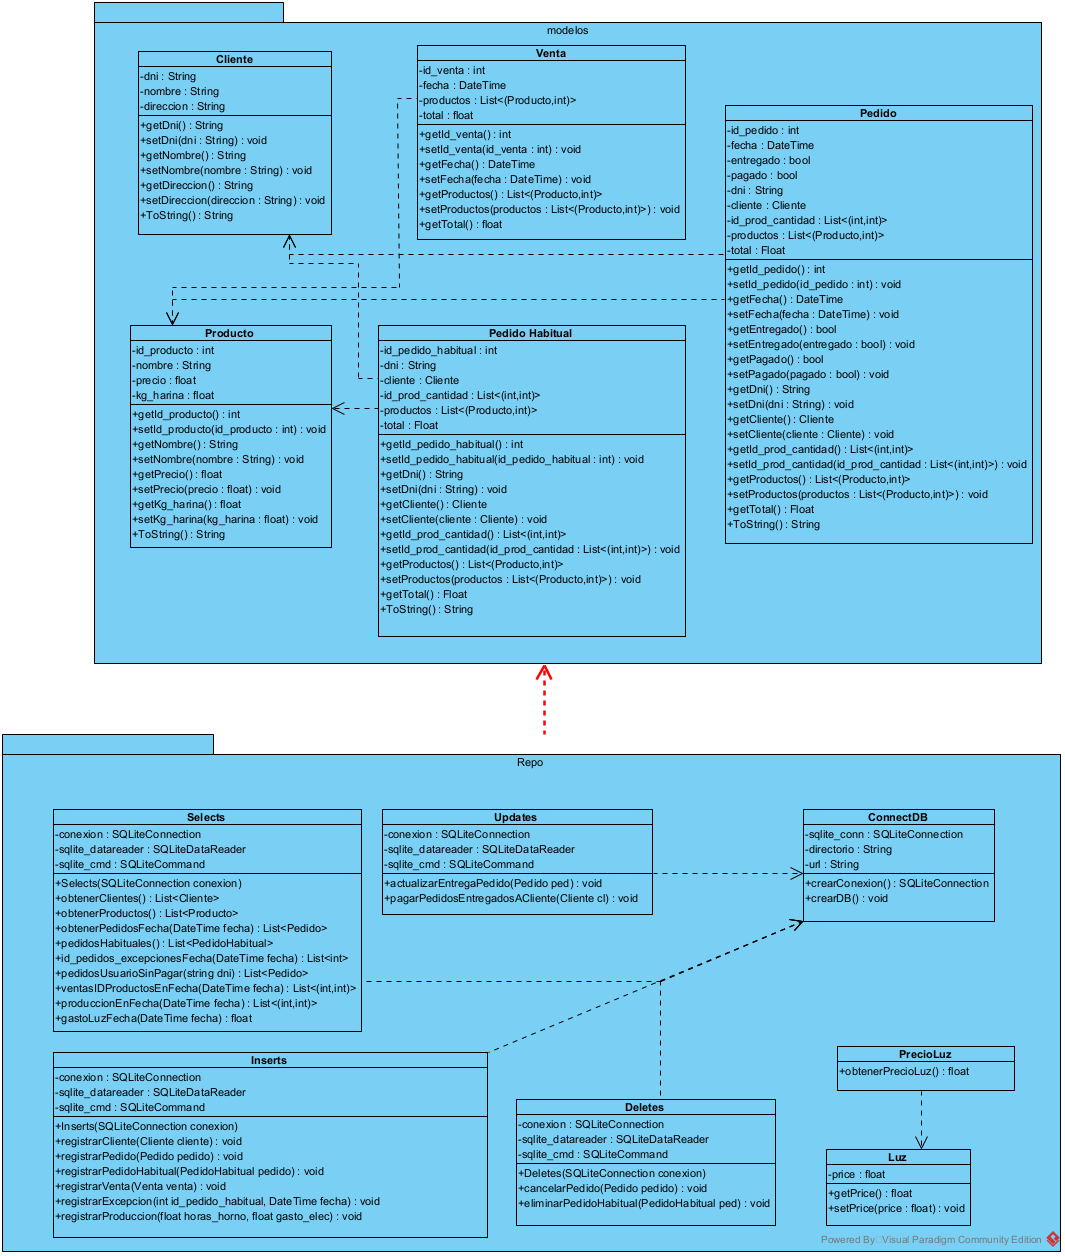 modelos
Cliente
-dni : String
-nombre : String
-direccion : String
+getDni() : String
+setDni(dni : String) : void
+getNombre() : String
+setNombre(nombre : String) : void
+getDireccion() : String
+setDireccion(direccion : String) : void
+ToString() : String
Venta
-id_venta : int
-fecha : DateTime
-productos : List<(Producto,int)>
-total : float
+getId_venta() : int
+setId_venta(id_venta : int) : void
+getFecha() : DateTime
+setFecha(fecha : DateTime) : void
+getProductos() : List<(Producto,int)>
+setProductos(productos : List<(Producto,int)>) : void
+getTotal() : float
Pedido
-id_pedido : int
-fecha : DateTime
-entregado : bool
-pagado : bool
-dni : String
-cliente : Cliente
-id_prod_cantidad : List<(int,int)>
-productos : List<(Producto,int)>
-total : Float
+getId_pedido() : int
+setId_pedido(id_pedido : int) : void
+getFecha() : DateTime
+setFecha(fecha : DateTime) : void
+getEntregado() : bool
+setEntregado(entregado : bool) : void
+getPagado() : bool
+setPagado(pagado : bool) : void
+getDni() : String
+setDni(dni : String) : void
+getCliente() : Cliente
+setCliente(cliente : Cliente) : void
+getId_prod_cantidad() : List<(int,int)>
+setId_prod_cantidad(id_prod_cantidad : List<(int,int)>) : void
+getProductos() : List<(Producto,int)>
+setProductos(productos : List<(Producto,int)>) : void
+getTotal() : Float
+ToString() : String
Producto
-id_producto : int
-nombre : String
-precio : float
-kg_harina : float
+getId_producto() : int
+setId_producto(id_producto : int) : void
+getNombre() : String
+setNombre(nombre : String) : void
+getPrecio() : float
+setPrecio(precio : float) : void
+getKg_harina() : float
+setKg_harina(kg_harina : float) : void
+ToString() : String
Pedido Habitual
-id_pedido_habitual : int
-dni : String
-cliente : Cliente
-id_prod_cantidad : List<(int,int)>
-productos : List<(Producto,int)>
-total : Float
+getId_pedido_habitual() : int
+setId_pedido_habitual(id_pedido_habitual : int) : void
+getDni() : String
+setDni(dni : String) : void
+getCliente() : Cliente
+setCliente(cliente : Cliente) : void
+getId_prod_cantidad() : List<(int,int)>
+setId_prod_cantidad(id_prod_cantidad : List<(int,int)>) : void
+getProductos() : List<(Producto,int)>
+setProductos(productos : List<(Producto,int)>) : void
+getTotal() : Float
+ToString() : String
Repo
Selects
-conexion : SQLiteConnection
-sqlite_datareader : SQLiteDataReader
-sqlite_cmd : SQLiteCommand
+Selects(SQLiteConnection conexion)
+obtenerClientes() : List<Cliente>
+obtenerProductos() : List<Producto>
+obtenerPedidosFecha(DateTime fecha) : List<Pedido>
+pedidosHabituales() : List<PedidoHabitual>
+id_pedidos_excepcionesFecha(DateTime fecha) : List<int>
+pedidosUsuarioSinPagar(string dni) : List<Pedido>
+ventasIDProductosEnFecha(DateTime fecha) : List<(int,int)>
+produccionEnFecha(DateTime fecha) : List<(int,int)>
+gastoLuzFecha(DateTime fecha) : float
Updates
-conexion : SQLiteConnection
-sqlite_datareader : SQLiteDataReader
-sqlite_cmd : SQLiteCommand
+actualizarEntregaPedido(Pedido ped) : void
+pagarPedidosEntregadosACliente(Cliente cl) : void
ConnectDB
-sqlite_conn : SQLiteConnection
-directorio : String
-url : String
+crearConexion() : SQLiteConnection
+crearDB() : void
Inserts
-conexion : SQLiteConnection
-sqlite_datareader : SQLiteDataReader
-sqlite_cmd : SQLiteCommand
+Inserts(SQLiteConnection conexion)
+registrarCliente(Cliente cliente) : void
+registrarPedido(Pedido pedido) : void
+registrarPedidoHabitual(PedidoHabitual pedido) : void
+registrarVenta(Venta venta) : void
+registrarExcepcion(int id_pedido_habitual, DateTime fecha) : void
+registrarProduccion(float horas_horno, float gasto_elec) : void
Deletes
-conexion : SQLiteConnection
-sqlite_datareader : SQLiteDataReader
-sqlite_cmd : SQLiteCommand
+Deletes(SQLiteConnection conexion)
+cancelarPedido(Pedido pedido) : void
+eliminarPedidoHabitual(PedidoHabitual ped) : void
PrecioLuz
+obtenerPrecioLuz() : float
Luz
-price : float
+getPrice() : float
+setPrice(price : float) : void
Powered By Visual Paradigm Community Edition